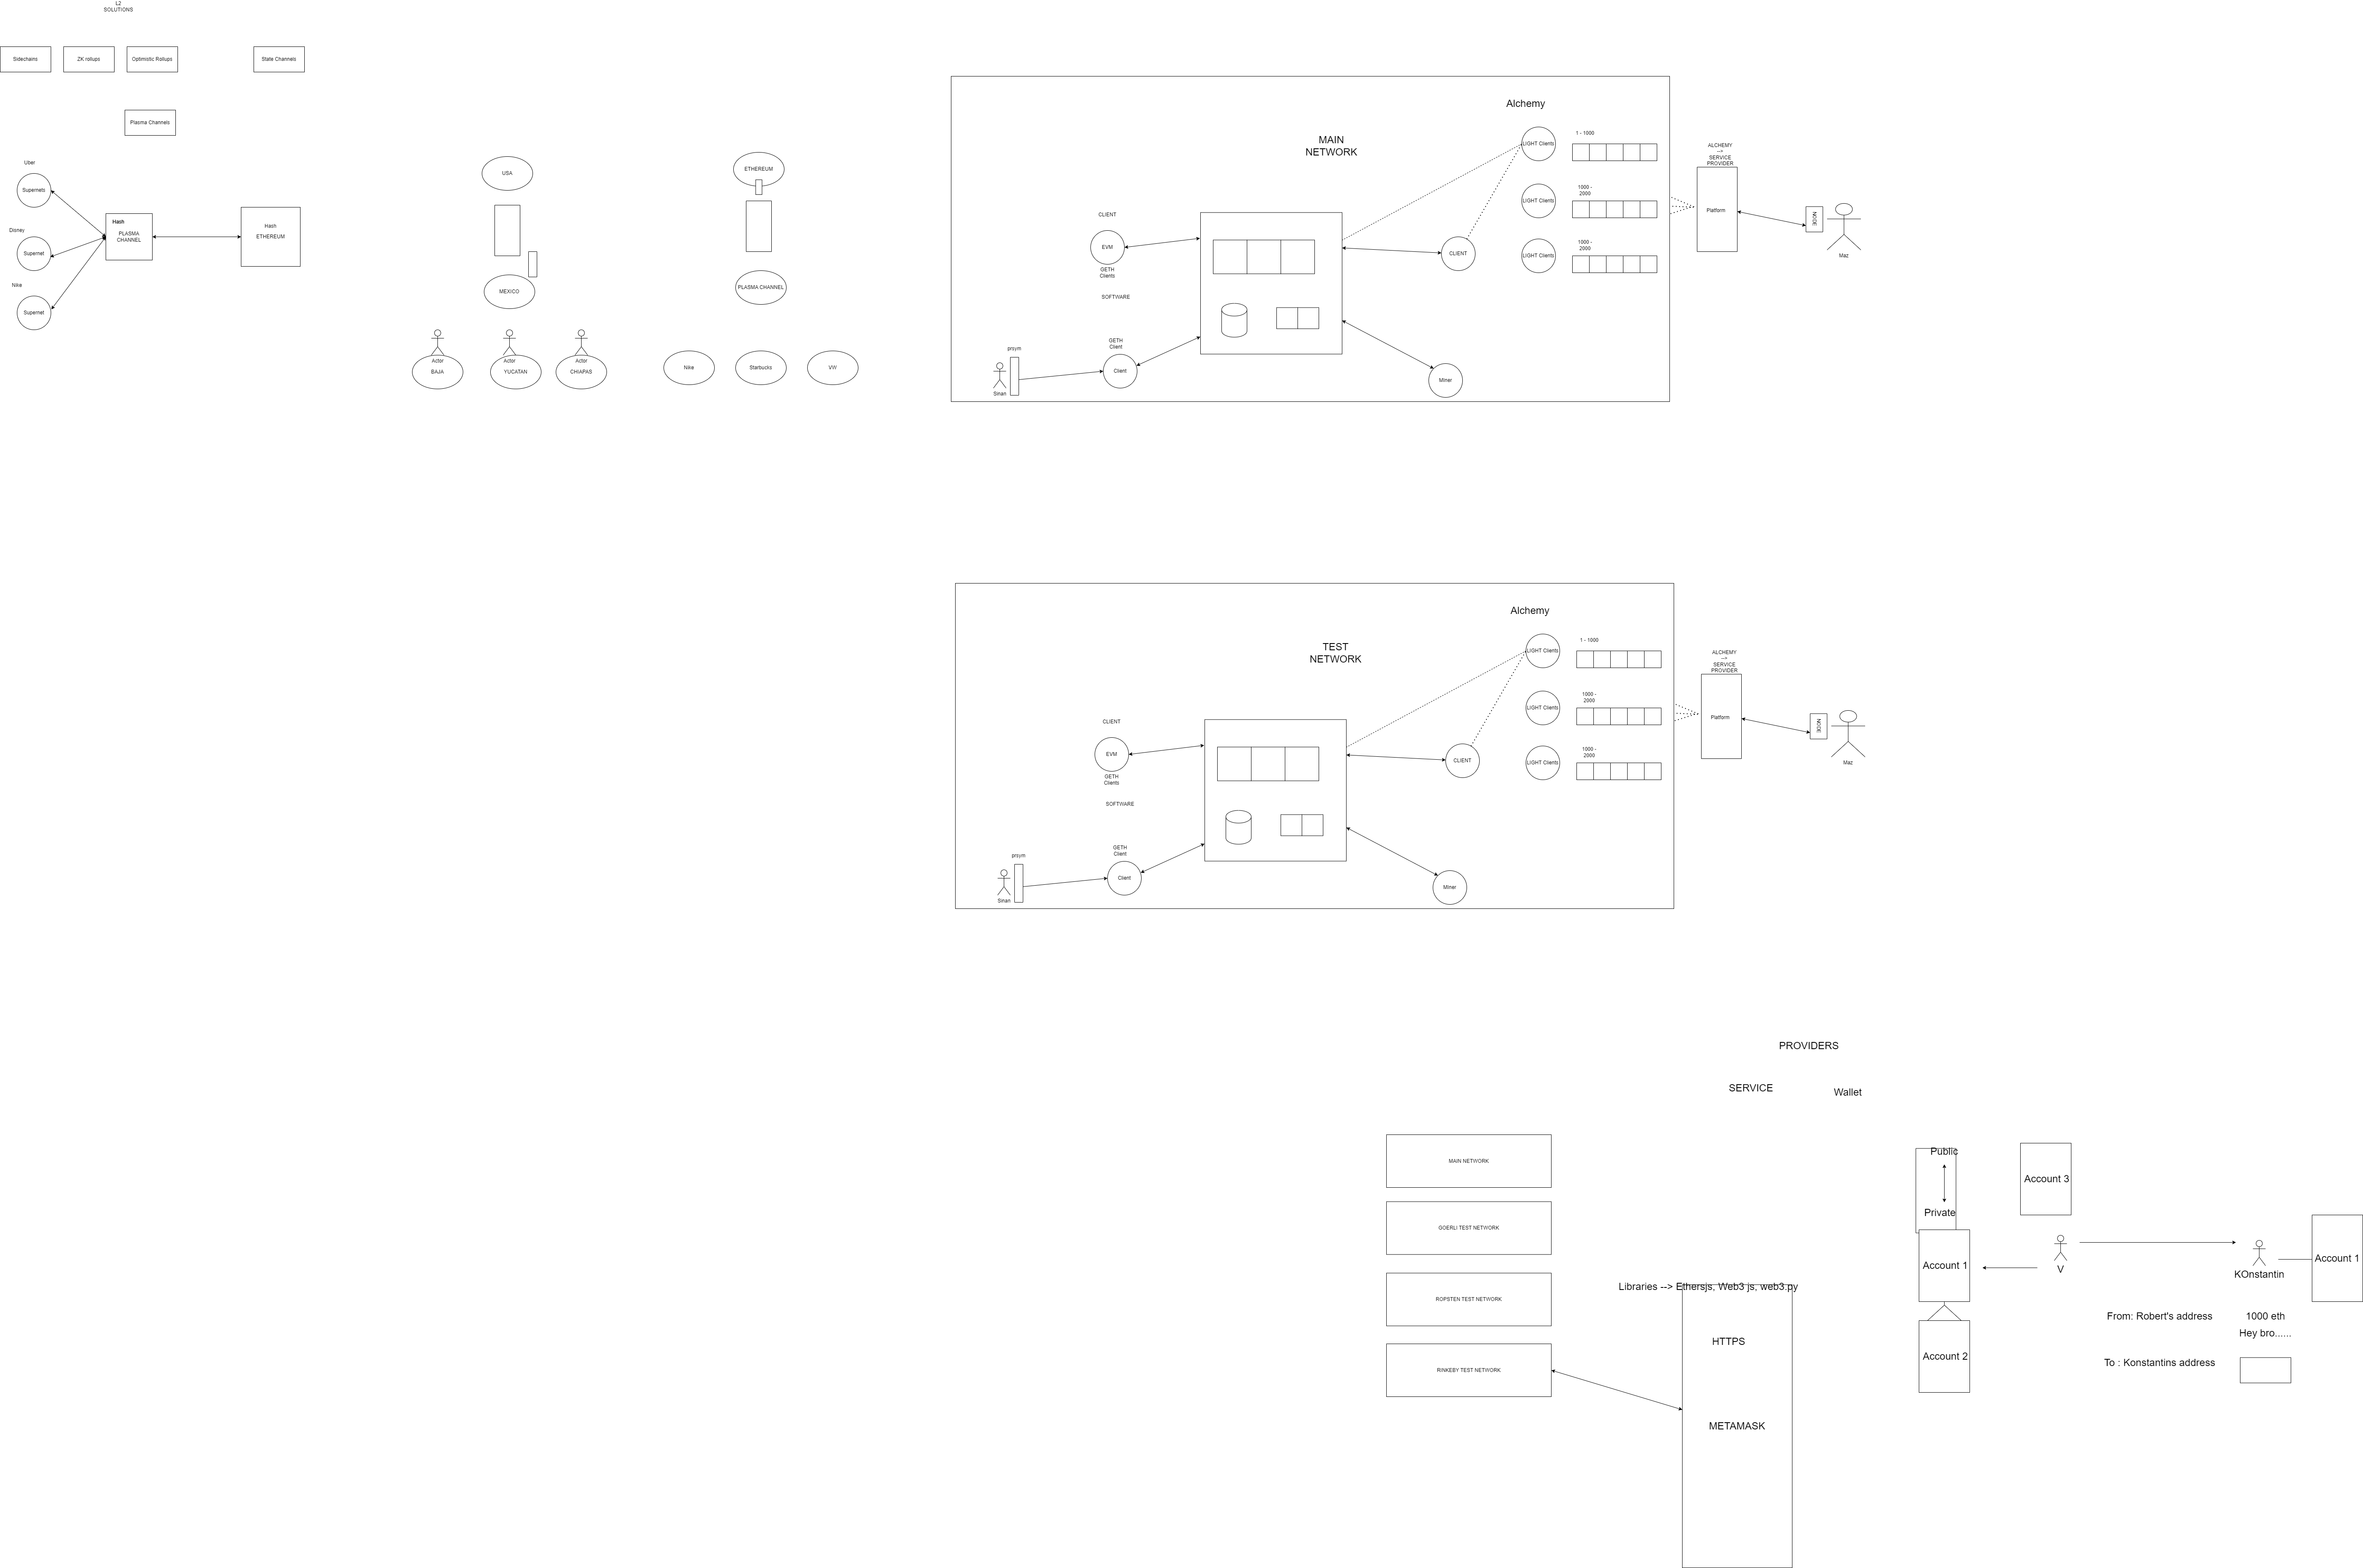 L2
SOLUTIONS
Sidechains
ZK rollups
Optimistic Rollups
State Channels
Plasma Channels
Uber
Supernets
Disney
Supernet
Nike
Supernet
Hash
PLASMA
CHANNEL
Hash
ETHEREUM
USA
MEXICO
Actor
BAJA
Actor
YUCATAN
Actor
CHIAPAS
ETHEREUM
PLASMA CHANNEL
Nike
Starbucks
VW
MAIN
NETWORK
Alchemy
LIGHT Clients
1 - 1000
LIGHT Clients
1000 -
2000
LIGHT Clients
1000 -
2000
CLIENT
EVM
GETH
Clients
SOFTWARE
CLIENT
GETH
Client
Client
prsym
Sinan
Miner
ALCHEMY
-->
SERVICE
PROVIDER
Platform
NODE
Maz
TEST
NETWORK
Alchemy
LIGHT Clients
1 - 1000
LIGHT Clients
1000 -
2000
LIGHT Clients
1000 -
2000
CLIENT
EVM
GETH
Clients
SOFTWARE
CLIENT
GETH
Client
Client
prsym
Sinan
Miner
ALCHEMY
-->
SERVICE
PROVIDER
Platform
NODE
Maz
PROVIDERS
SERVICE
Wallet
MAIN NETWORK
GOERLI TEST NETWORK
ROPSTEN TEST NETWORK
RINKEBY TEST NETWORK
Libraries --> Ethersjs, Web3 js, web3.py
HTTPS
METAMASK
Public
Private
Account 1
Account 2
Account 3
V
KOnstantin
Account 1
From: Robert's address
1000 eth
Hey bro......
To : Konstantins address